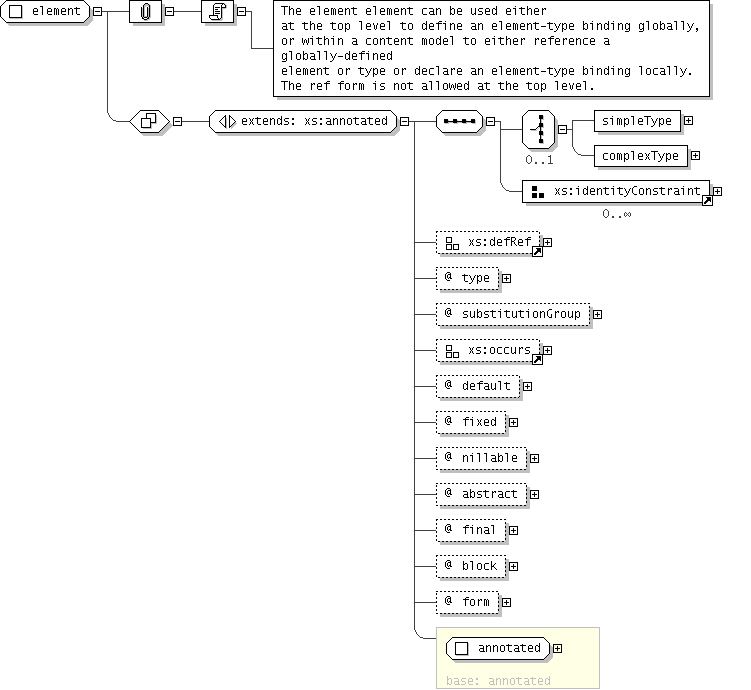 element
The element element can be used either
at the top level to define an element-type binding globally,
or within a content model to either reference a
globally-defined
element or type or declare an element-type binding locally.
The ref form is not allowed at the top level.
extends: xs:annotated
0..1
simpleType
complexType
xs:identityConstraint
0..∞
xs:defRef
@ type
@ substitutionGroup
xs:occurs
@ default
@ fixed
@ nillable
@ abstract
@ final
@ block
@ form
annotated
base: annotated